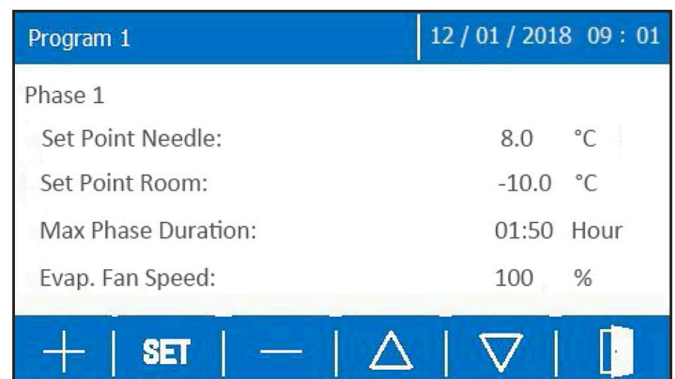 Program 1 12 / 01 / 2018 09 : 01
Phase 1
Set Point Needle: 8.0 °C
Set Point Room: -10.0 °C
Max Phase Duration: 01:50 Hour
Evap. Fan Speed: 100 %
SET